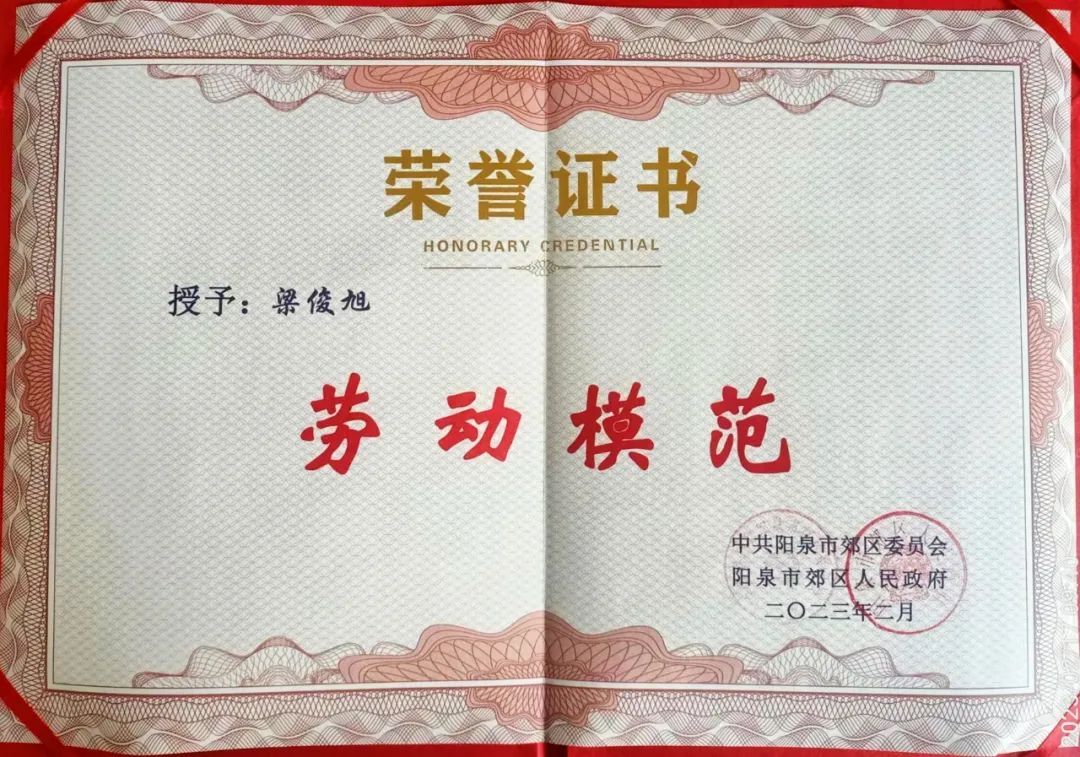 荣誉证书
HONORARY CREDENTIAL
授予：梁俊旭
劳动模范
中共阳泉市郊区委员会
阳泉市郊区人民政府
二〇二三年二月